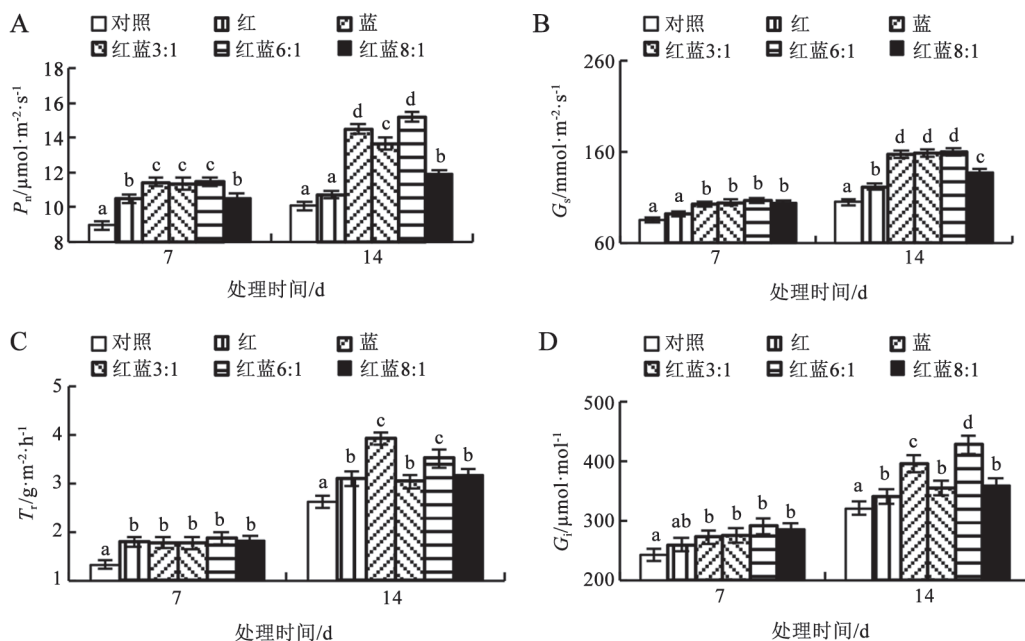 A
对照 红 蓝
红蓝3:1 红蓝6:1 红蓝8:1
Pn/μmol·m-2·s-1
18
16
14
12
10
8
a b c c c b
a a d c d b
7 14
处理时间/d
B
对照 红 蓝
红蓝3:1 红蓝6:1 红蓝8:1
Gs/mmol·m-2·s-1
260
160
60
a a b b b b
a b d d d c
7 14
处理时间/d
C
对照 红 蓝
红蓝3:1 红蓝6:1 红蓝8:1
Tr/g·m-2·h-1
5
4
3
2
1
a b b b b b
a b c b c b
7 14
处理时间/d
D
对照 红 蓝
红蓝3:1 红蓝6:1 红蓝8:1
Gi/μmol·mol-1
500
400
300
200
a ab b b b b
a b c b d b
7 14
处理时间/d